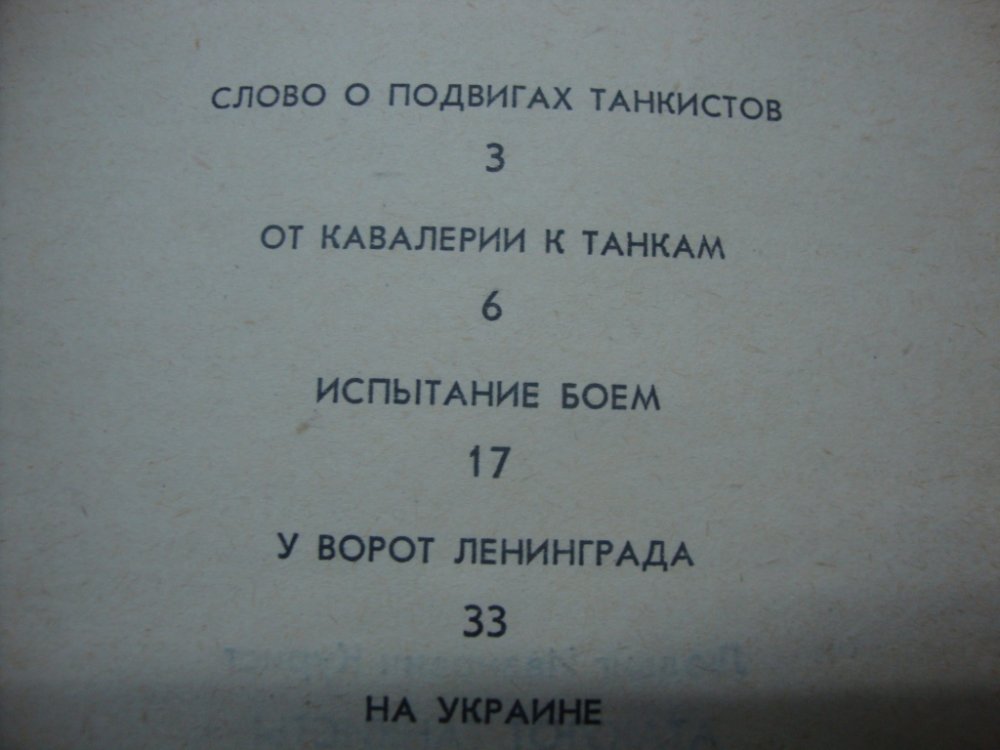 СЛОВО О ПОДВИГАХ ТАНКИСТОВ
3
ОТ КАВАЛЕРИИ К ТАНКАМ
6
ИСПЫТАНИЕ БОЕМ
17
У ВОРОТ ЛЕНИНГРАДА
33
НА УКРАИНЕ